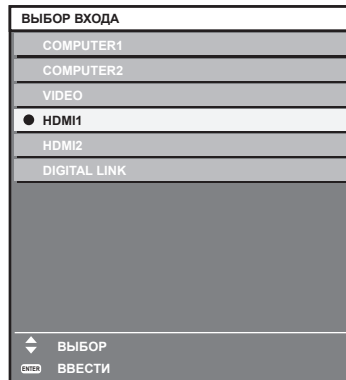 ВЫБОР ВХОДА
COMPUTER1
COMPUTER2
VIDEO
HDMI1
HDMI2
DIGITAL LINK
ВЫБОР
ENTER ВВЕСТИ